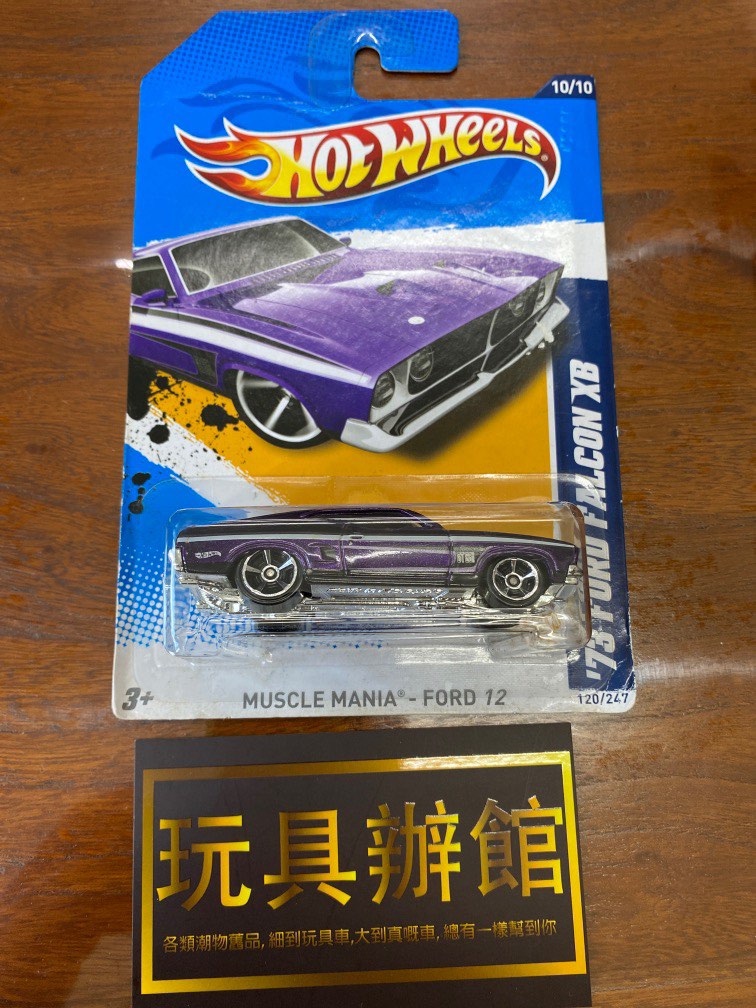 10/10
HOT WHEELS®
'73 FORD FALCON XB
3+
MUSCLE MANIA® - FORD 12
120/247
玩具辦館
各類潮物舊品, 細到玩具車,大到真嘅車, 總有一樣幫到你